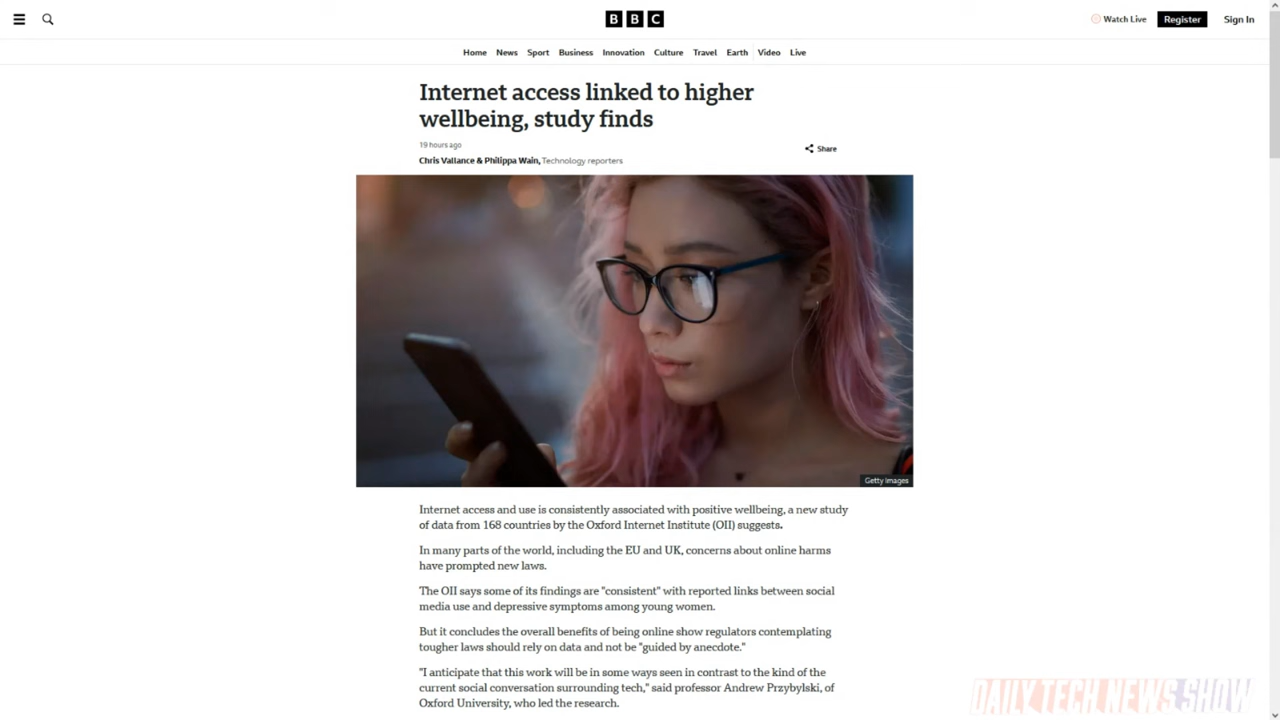 BBC
Watch Live
Register
Sign In
Home News Sport Business Innovation Culture Travel Earth Video Live
Internet access linked to higher
wellbeing, study finds
19 hours ago
Share
Chris Vallance & Philippa Wain, Technology reporters
Getty Images
Internet access and use is consistently associated with positive wellbeing, a new study
of data from 168 countries by the Oxford Internet Institute (OII) suggests.
In many parts of the world, including the EU and UK, concerns about online harms
have prompted new laws.
The OII says some of its findings are "consistent" with reported links between social
media use and depressive symptoms among young women.
But it concludes the overall benefits of being online show regulators contemplating
tougher laws should rely on data and not be "guided by anecdote."
"I anticipate that this work will be in some ways seen in contrast to the kind of the
current social conversation surrounding tech," said professor Andrew Przybylski, of
Oxford University, who led the research.
DAILY TECH NEWS SHOW